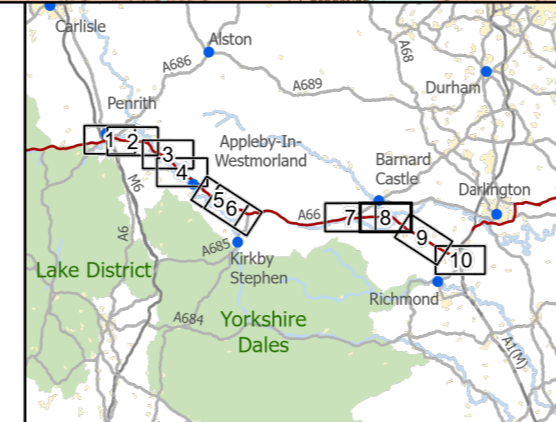 Carlisle
Alston
A686
A68
A689
Durham
Penrith
1
2
3
4
5
6
Appleby-In-
Westmorland
Barnard
Castle
Darlington
M6
A66
7
8
9
10
A6
A685
Kirkby
Stephen
Lake District
Richmond
A684
Yorkshire
Dales
A1(M)